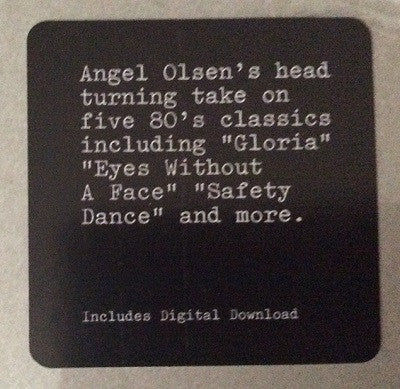 Angel Olsen's head
turning take on
five 80's classics
including "Gloria"
"Eyes Without
A Face" "Safety
Dance" and more.
Includes Digital Download